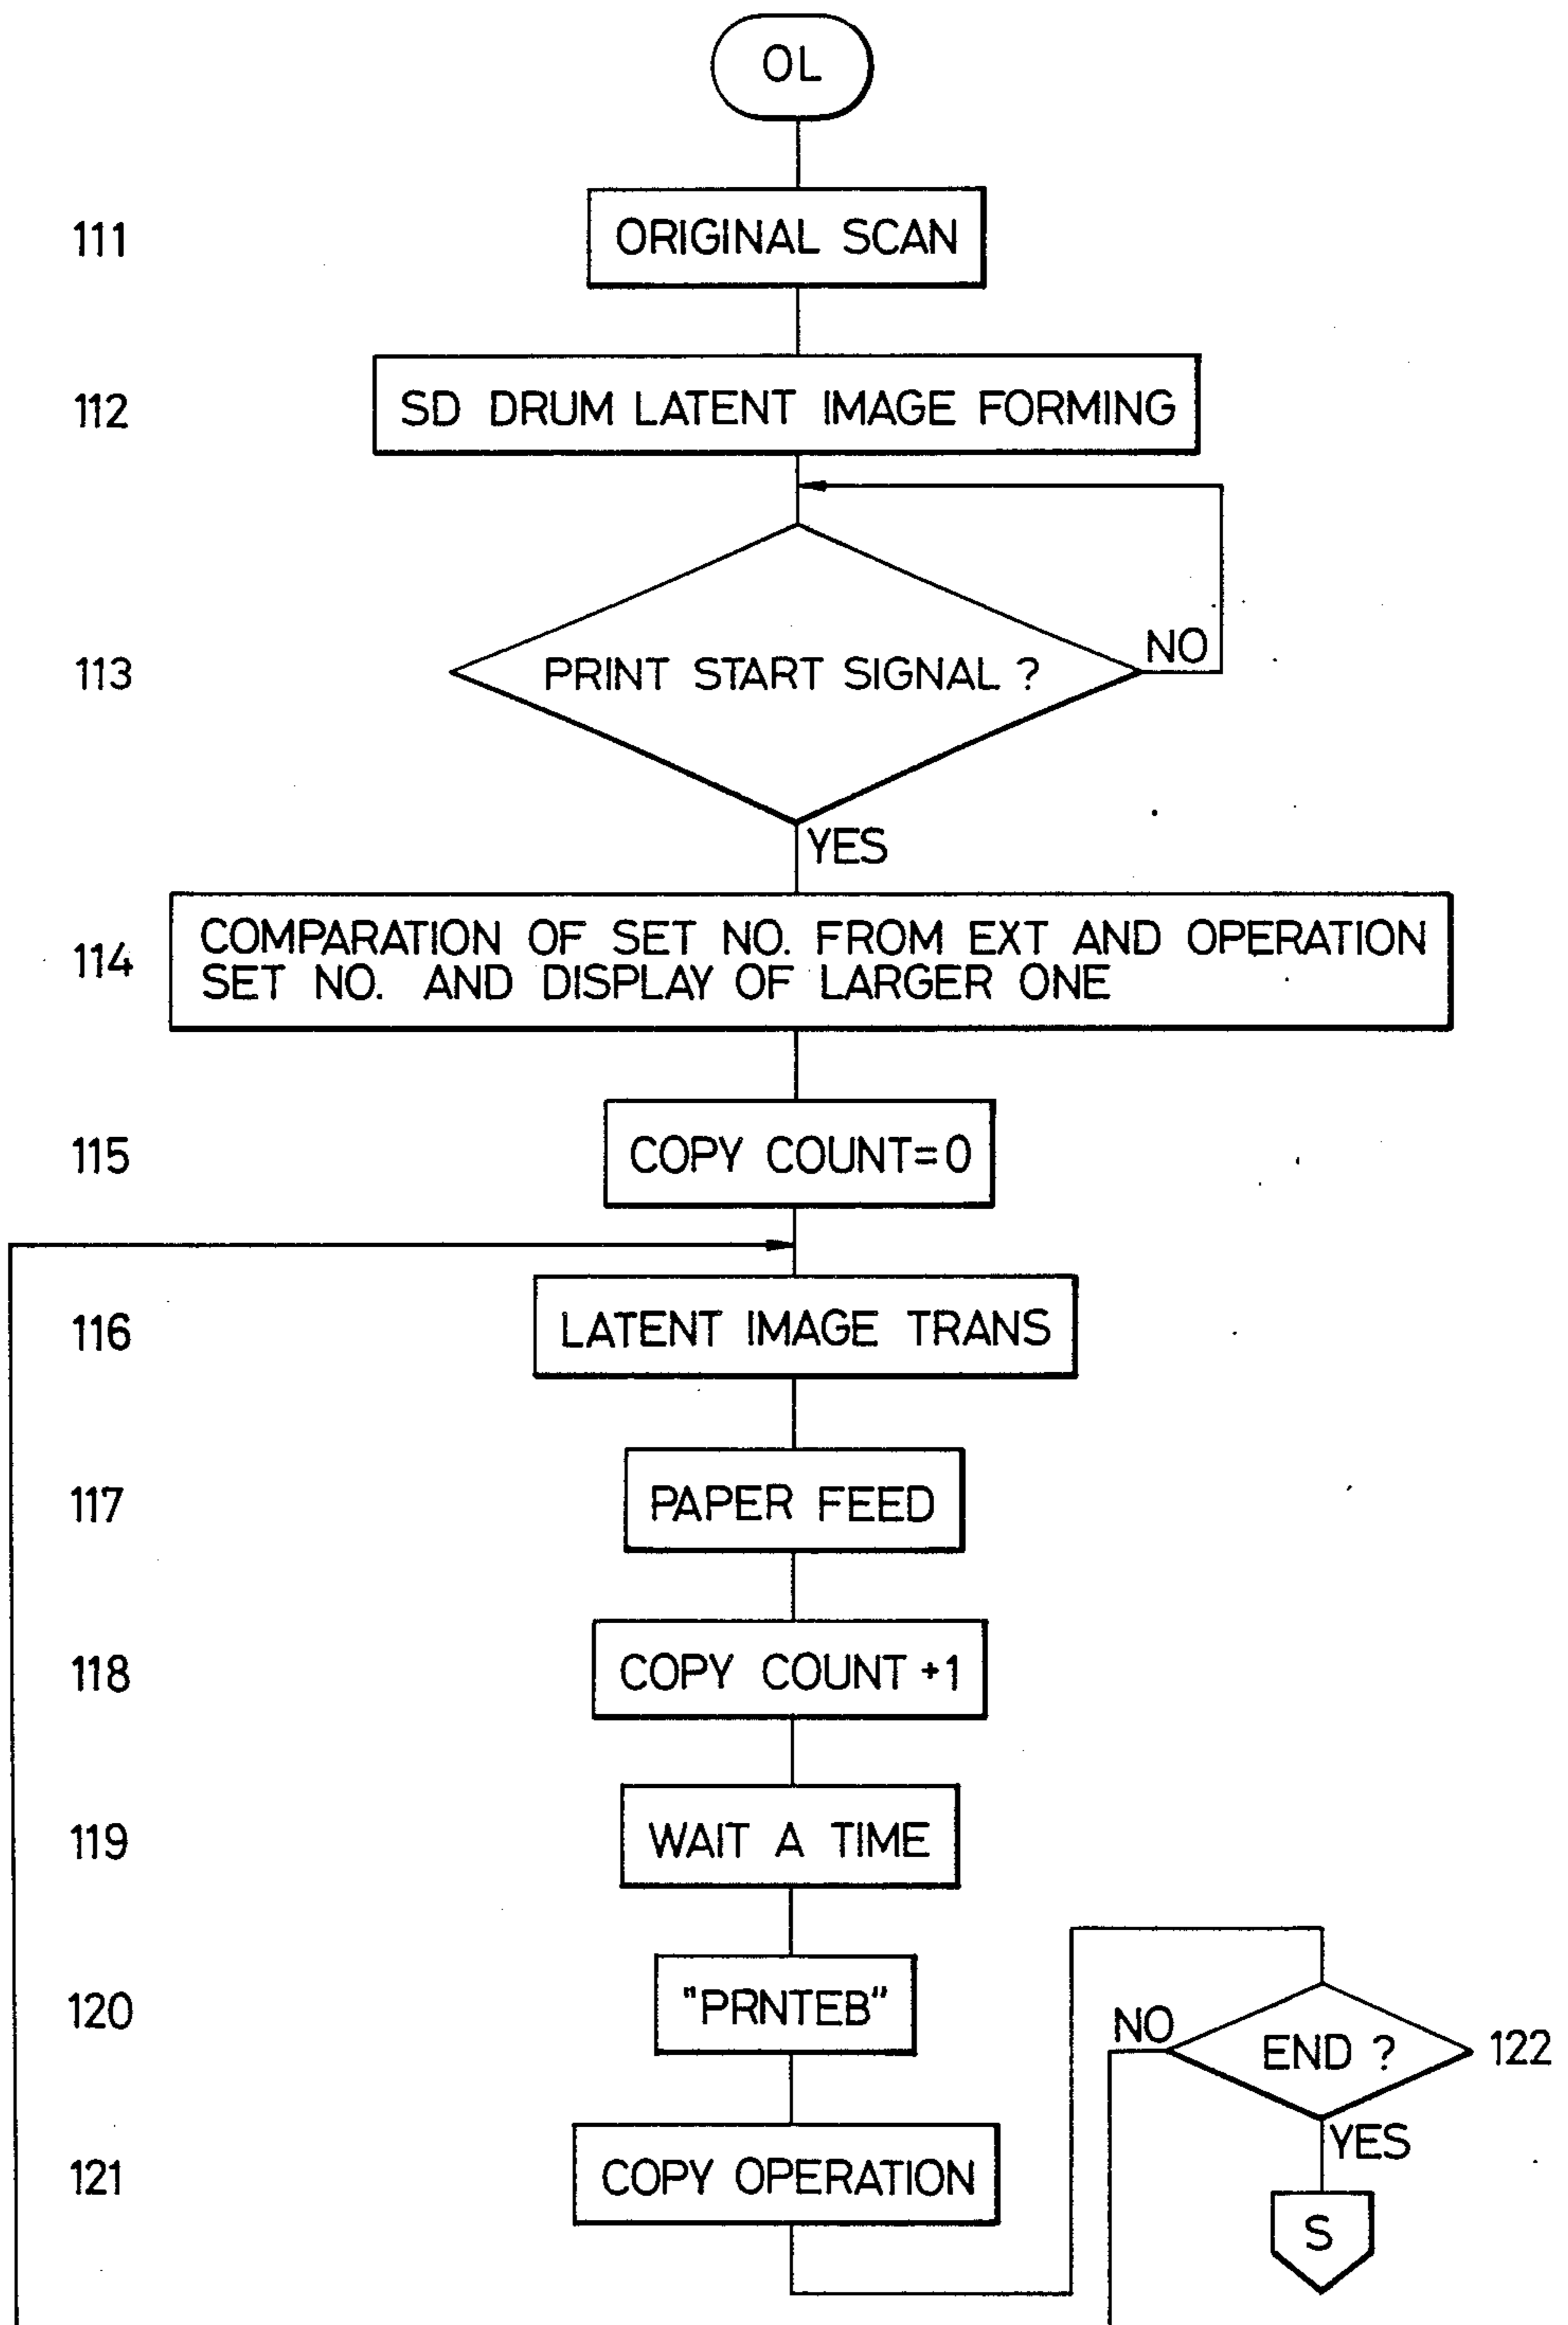 OL
111
ORIGINAL SCAN
112
SD DRUM LATENT IMAGE FORMING
113
PRINT START SIGNAL ?
NO
YES
114
COMPARATION OF SET NO. FROM EXT AND OPERATION
SET NO. AND DISPLAY OF LARGER ONE
115
COPY COUNT=0
116
LATENT IMAGE TRANS
117
PAPER FEED
118
COPY COUNT +1
119
WAIT A TIME
120
"PRNTEB"
NO
END ?
122
YES
121
COPY OPERATION
S